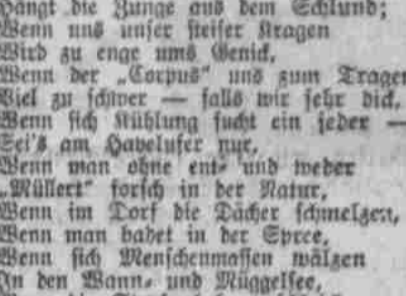 Hängt die Zunge aus dem Schlund;
Wenn uns unser steifer Kragen
Wird zu enge ums Genick,
Wenn der „Corpus“ uns zum Tragen
Viel zu schwer — falls wir sehr dick,
Wenn sich Kühlung sucht ein jeder —
Sei's am Havelufer nur,
Wenn man ohne ent- und weder
„Müllert“ forsch in der Natur,
Wenn im Dorf die Dächer schmelzen,
Wenn man badet in der Spree,
Wenn sich Menschenmassen wälzen
In den Wann- und Müggelsee,